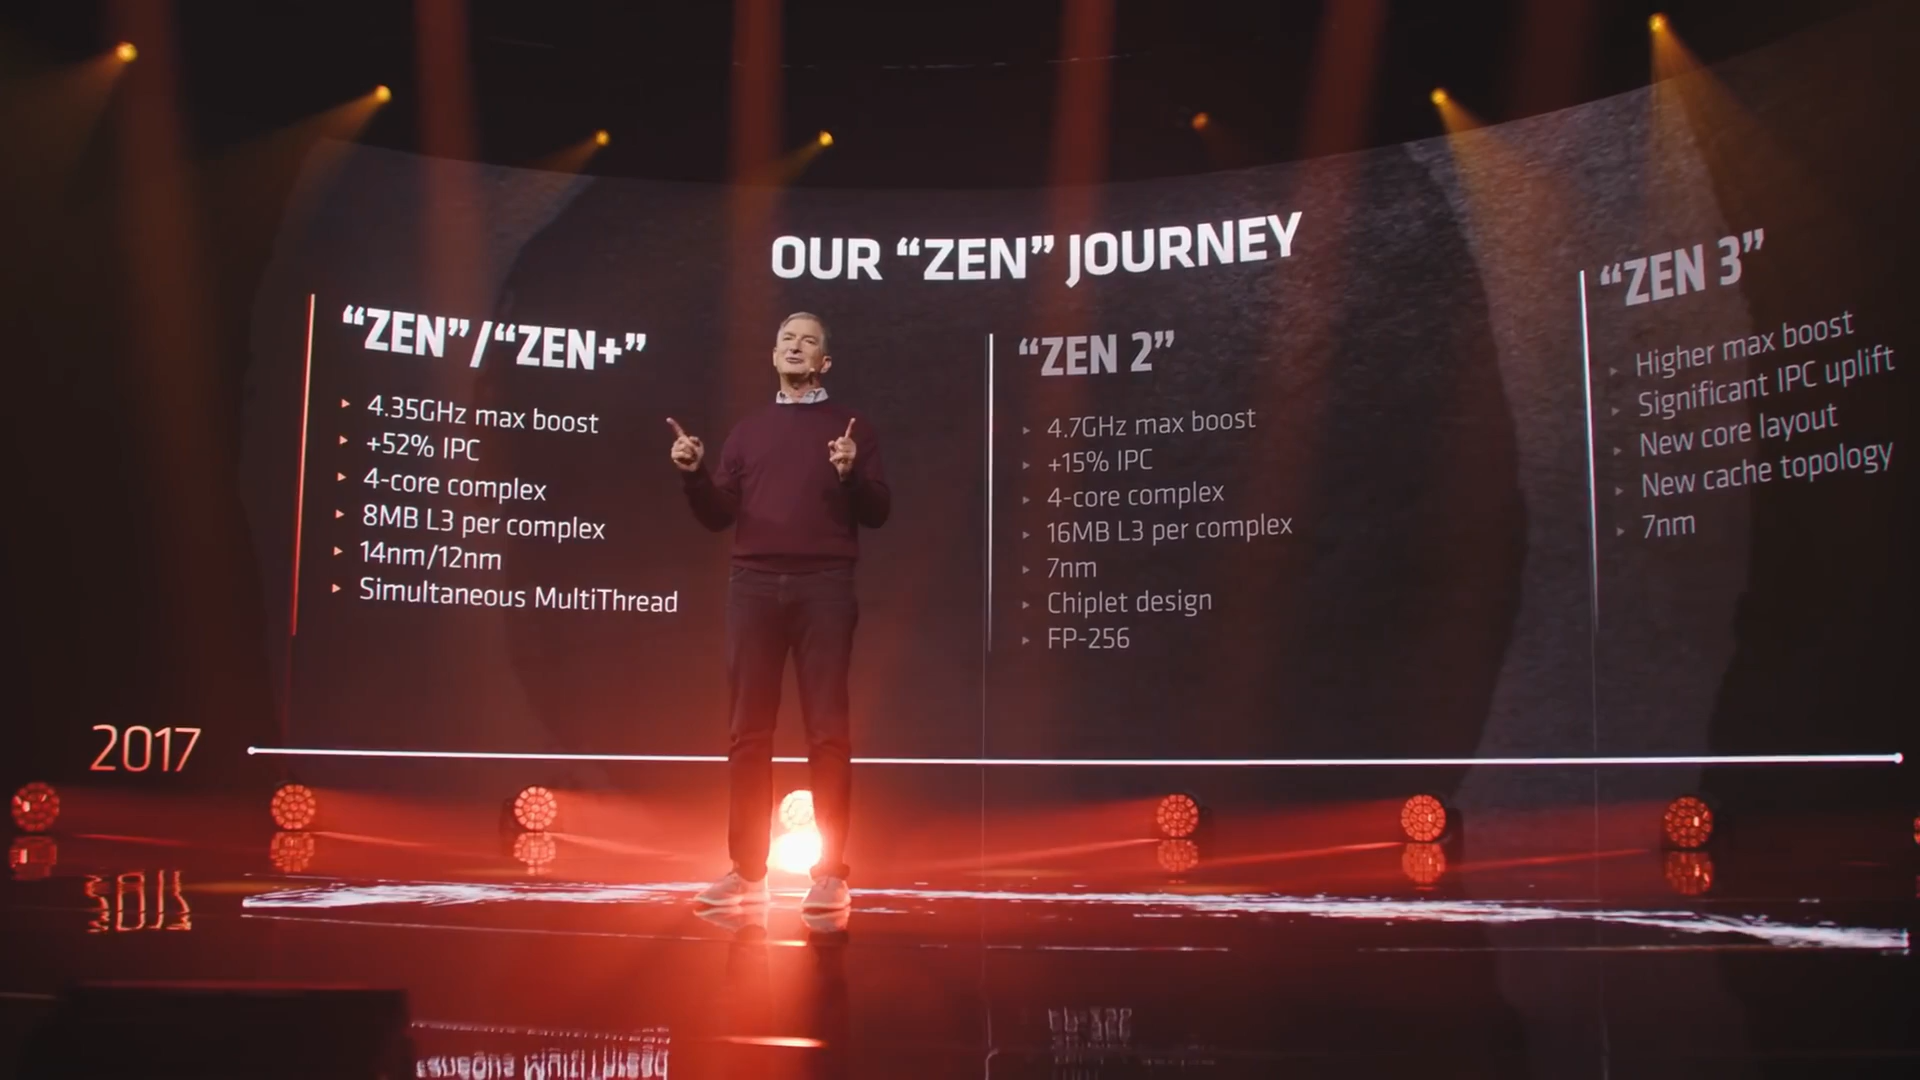 OUR “ZEN” JOURNEY
“ZEN”/“ZEN+”
4.35GHz max boost
+52% IPC
4-core complex
8MB L3 per complex
14nm/12nm
Simultaneous MultiThread
“ZEN 2”
4.7GHz max boost
+15% IPC
4-core complex
16MB L3 per complex
7nm
Chiplet design
FP-256
“ZEN 3”
Higher max boost
Significant IPC uplift
New core layout
New cache topology
7nm
2017